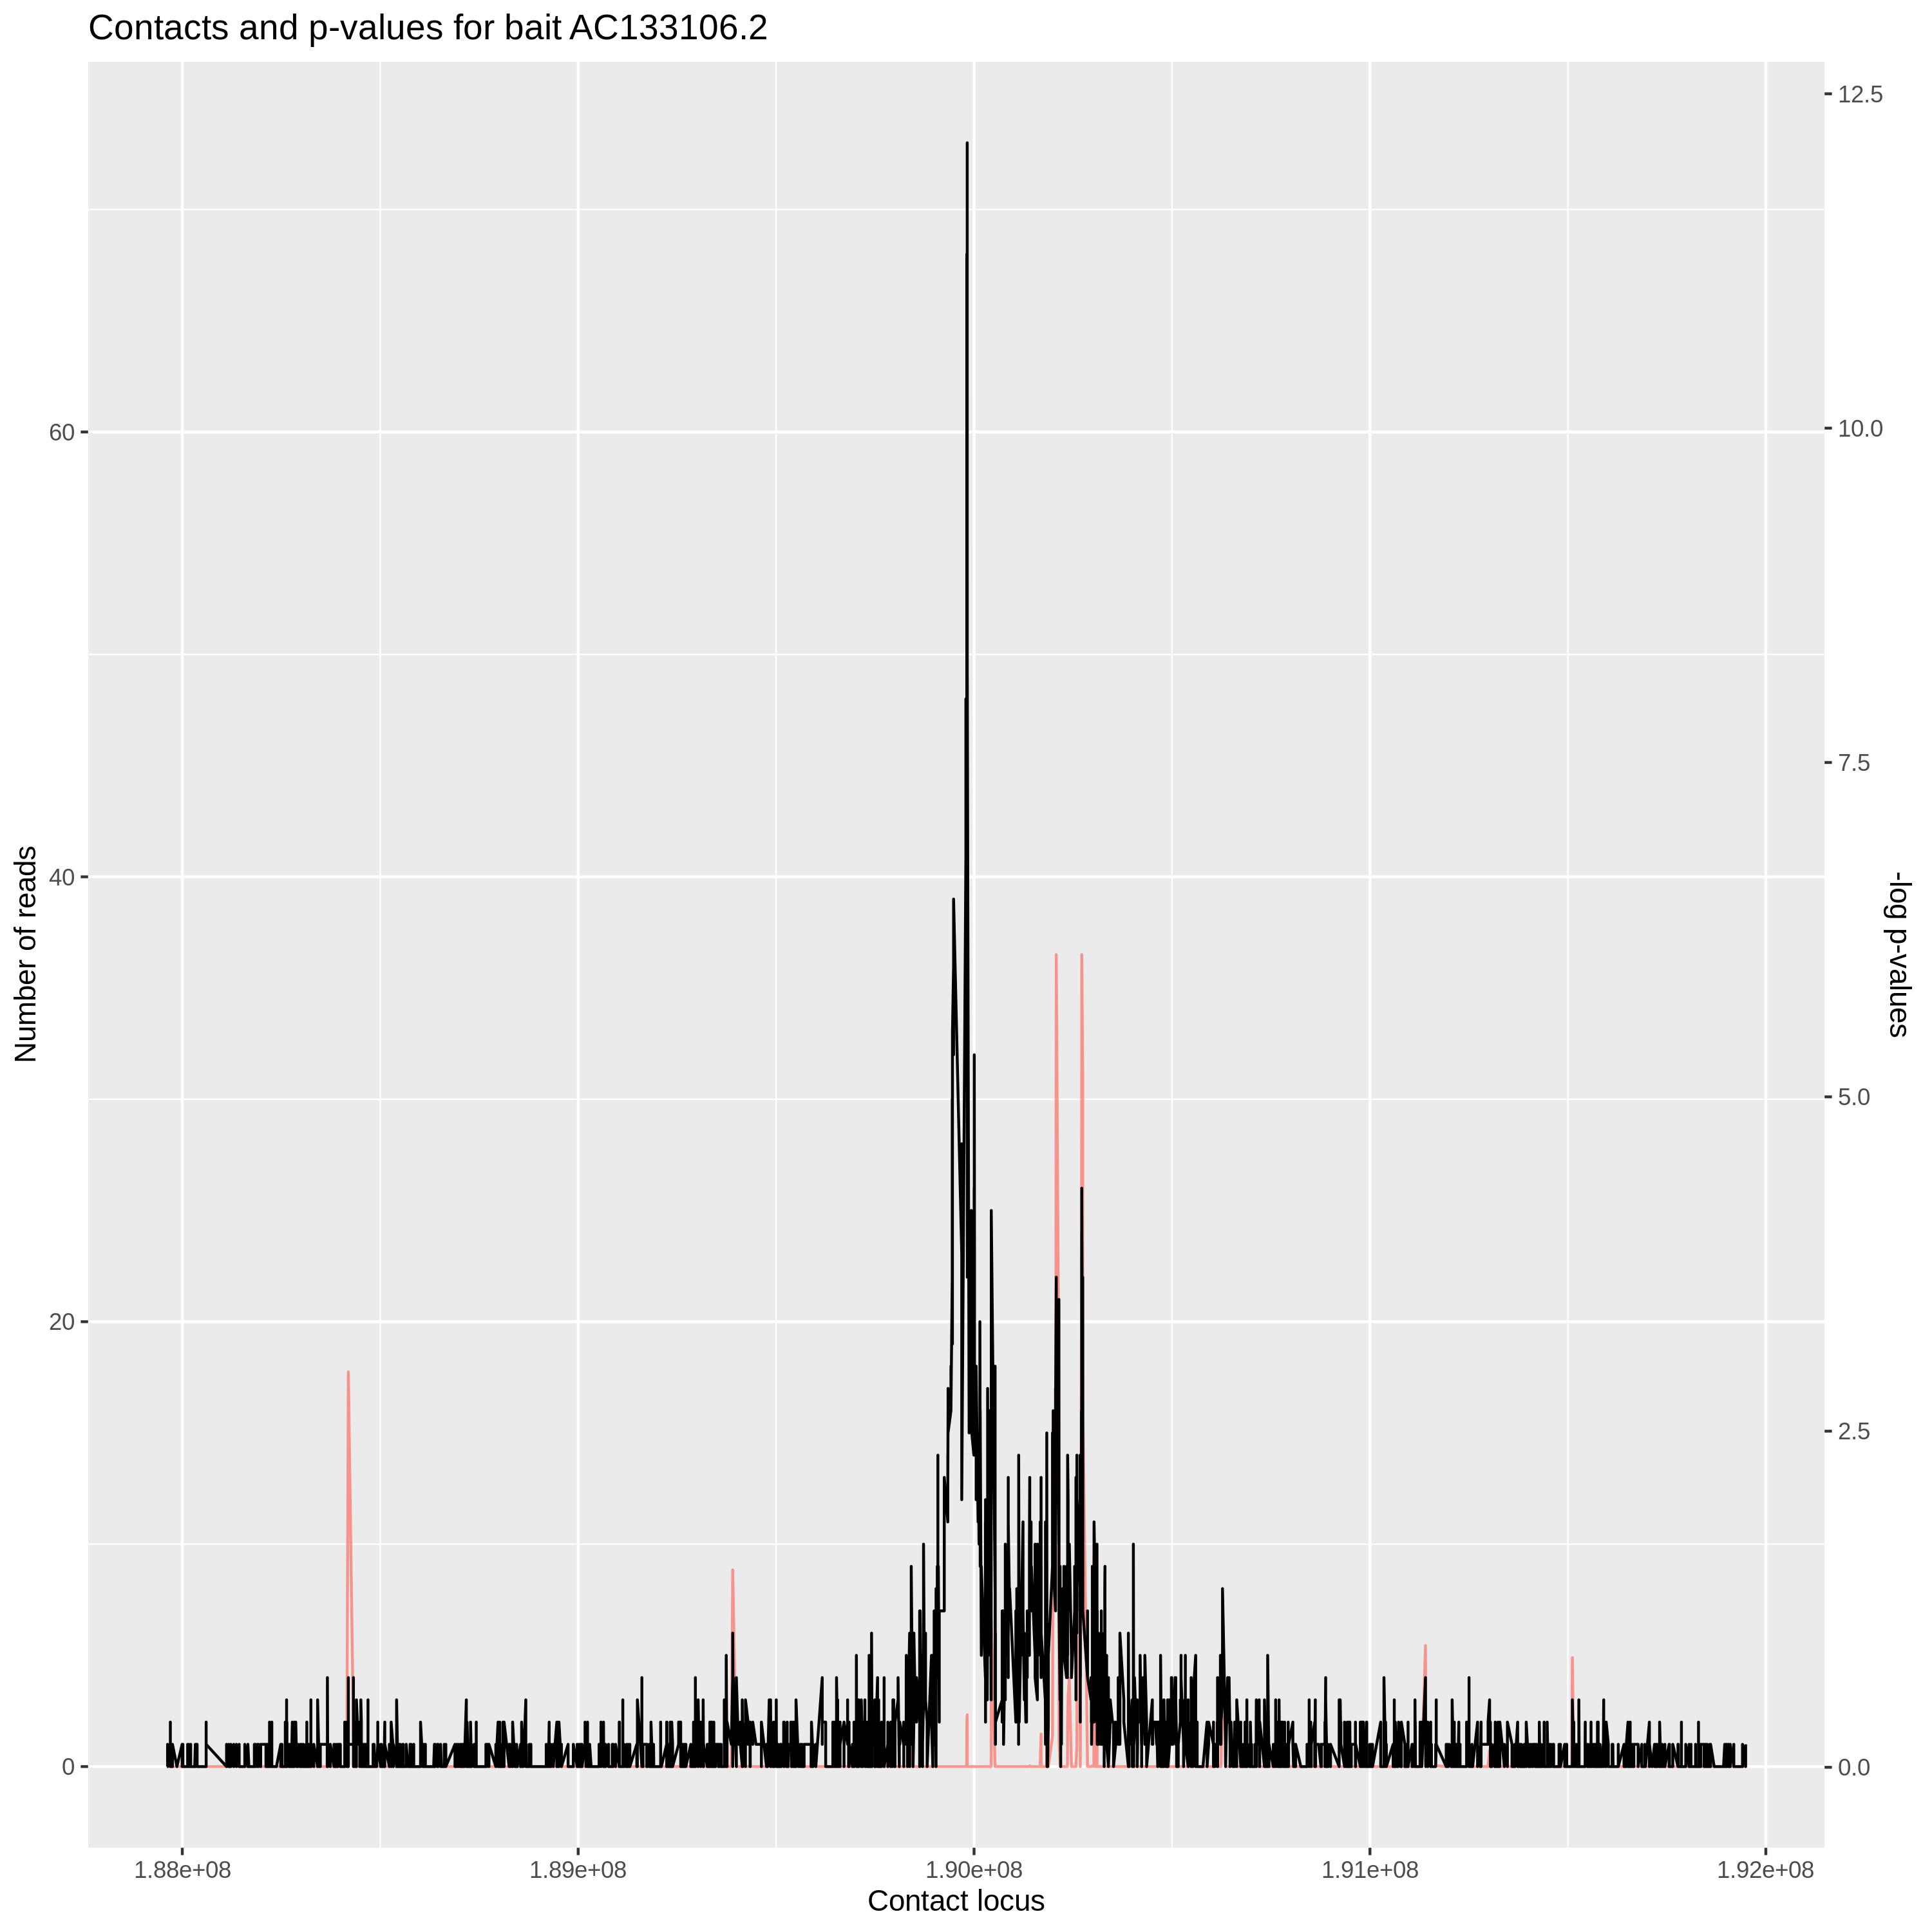 Contacts and p-values for bait AC133106.2
12.5
10.0
7.5
5.0
2.5
0.0
-log p-values
60
40
20
0
Number of reads
1.88e+08
1.89e+08
1.90e+08
1.91e+08
1.92e+08
Contact locus